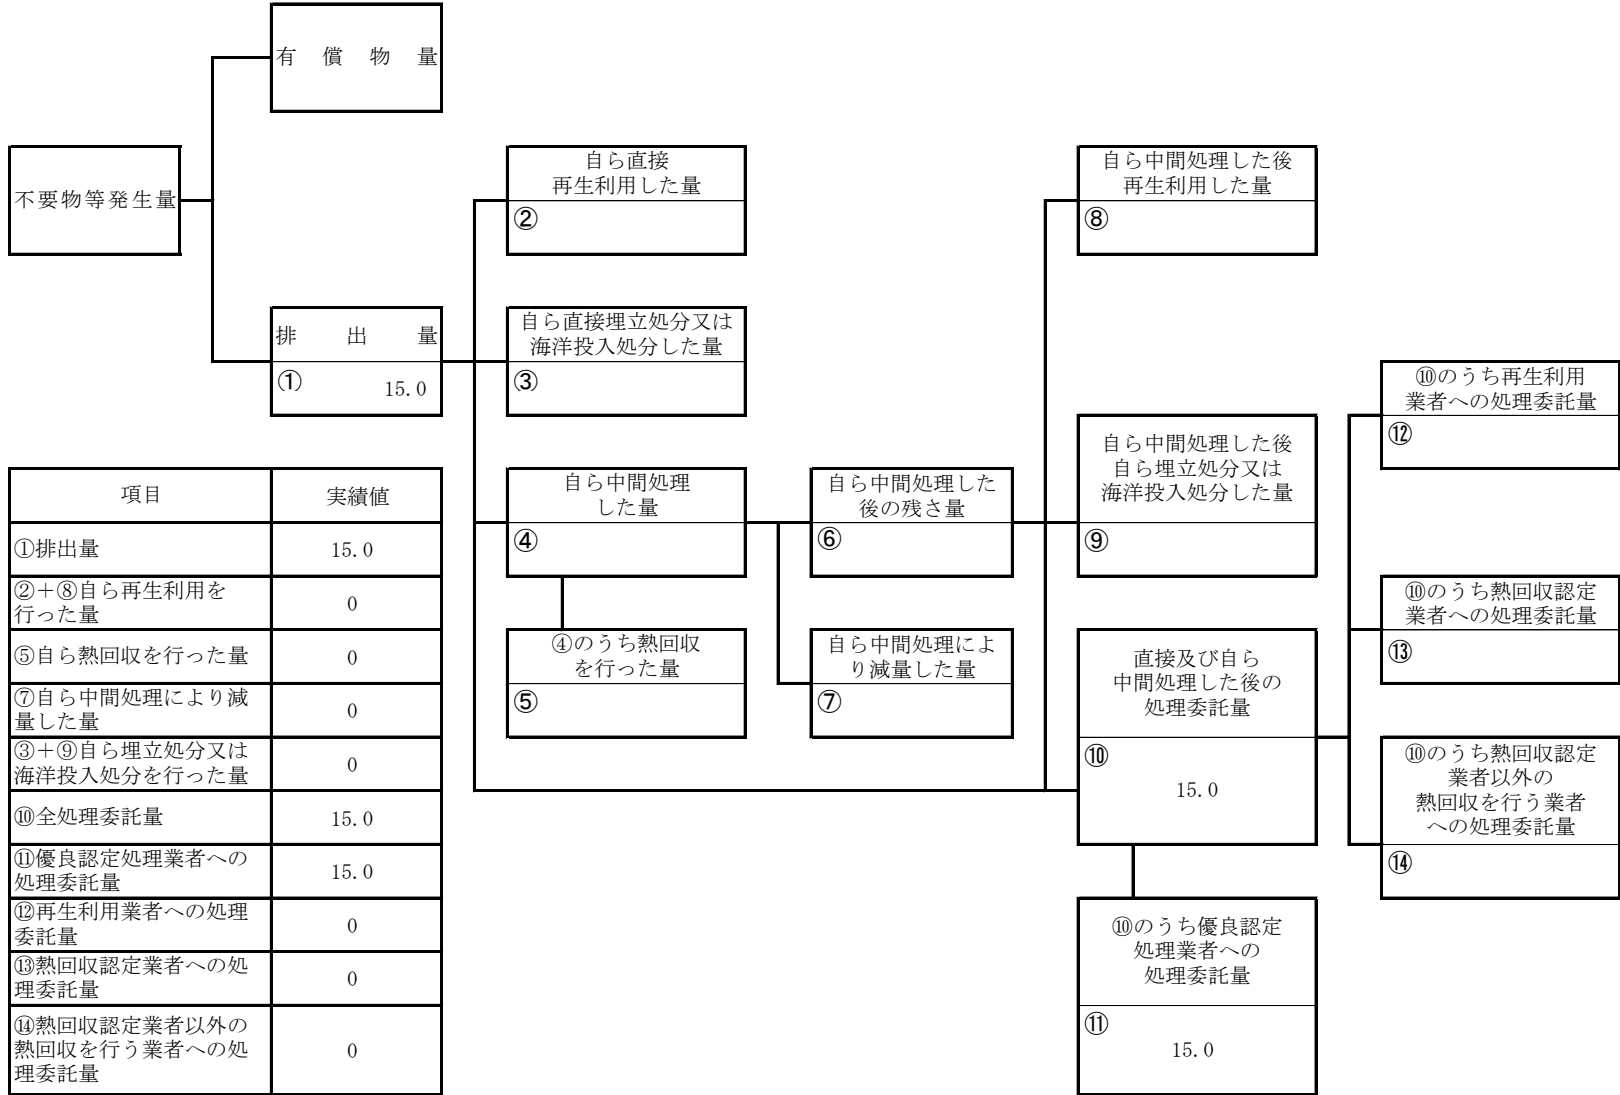 有償物量
不要物等発生量
排出量
① 15.0
自ら直接
再生利用した量
②
自ら直接埋立処分又は
海洋投入処分した量
③
自ら中間処理
した量
④
④のうち熱回収
を行った量
⑤
自ら中間処理した
後の残さ量
⑥
自ら中間処理によ
り減量した量
⑦
自ら中間処理した後
再生利用した量
⑧
自ら中間処理した後
自ら埋立処分又は
海洋投入処分した量
⑨
直接及び自ら
中間処理した後の
処理委託量
⑩
15.0
⑩のうち優良認定
処理業者への
処理委託量
⑪
15.0
⑩のうち再生利用
業者への処理委託量
⑫
⑩のうち熱回収認定
業者への処理委託量
⑬
⑩のうち熱回収認定
業者以外の
熱回収を行う業者
への処理委託量
⑭
項目 実績値
①排出量 15.0
②＋⑧自ら再生利用を
行った量 0
⑤自ら熱回収を行った量 0
⑦自ら中間処理により減
量した量 0
③＋⑨自ら埋立処分又は
海洋投入処分を行った量 0
⑩全処理委託量 15.0
⑪優良認定処理業者への
処理委託量 15.0
⑫再生利用業者への処理
委託量 0
⑬熱回収認定業者への処
理委託量 0
⑭熱回収認定業者以外の
熱回収を行う業者への処
理委託量 0